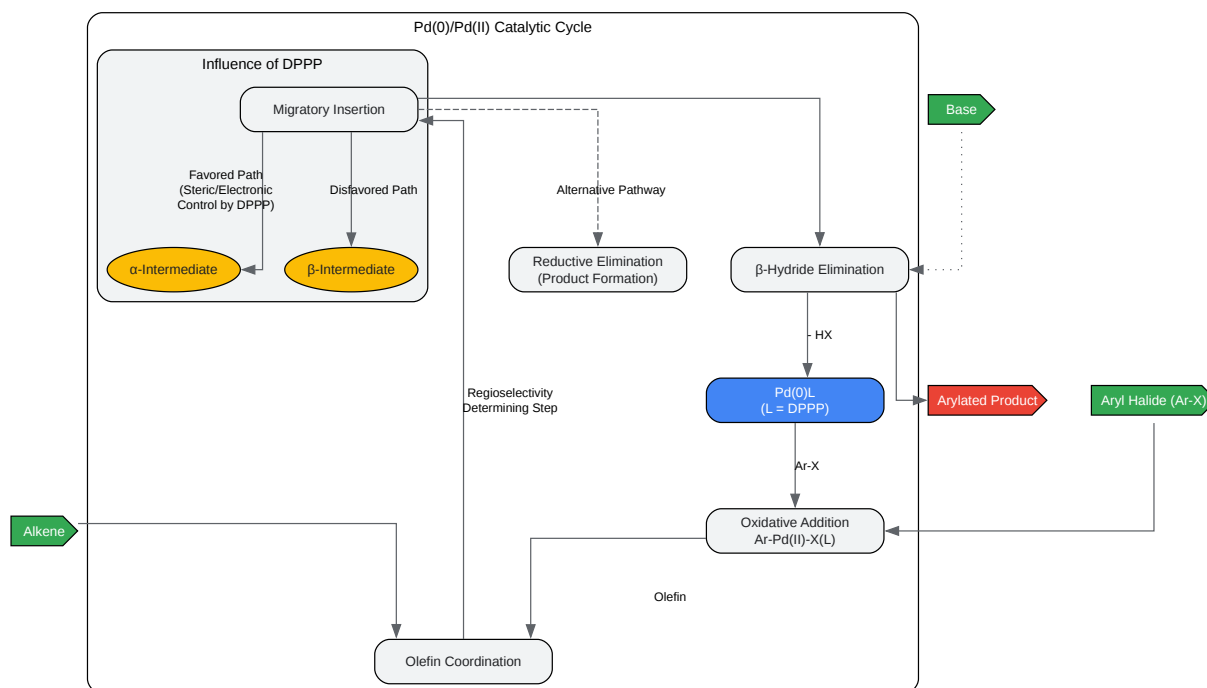 Pd(0)/Pd(II) Catalytic Cycle
Influence of DPPP
Migratory Insertion
Base
Favored Path
(Steric/Electronic
Control by DPPP)
Disfavored Path
Alternative Pathway
α-Intermediate
β-Intermediate
Reductive Elimination
(Product Formation)
β-Hydride Elimination
- HX
Regioselectivity
Determining Step
Pd(0)L
(L = DPPP)
Arylated Product
Aryl Halide (Ar-X)
Ar-X
Alkene
Oxidative Addition
Ar-Pd(II)-X(L)
Olefin
Olefin Coordination